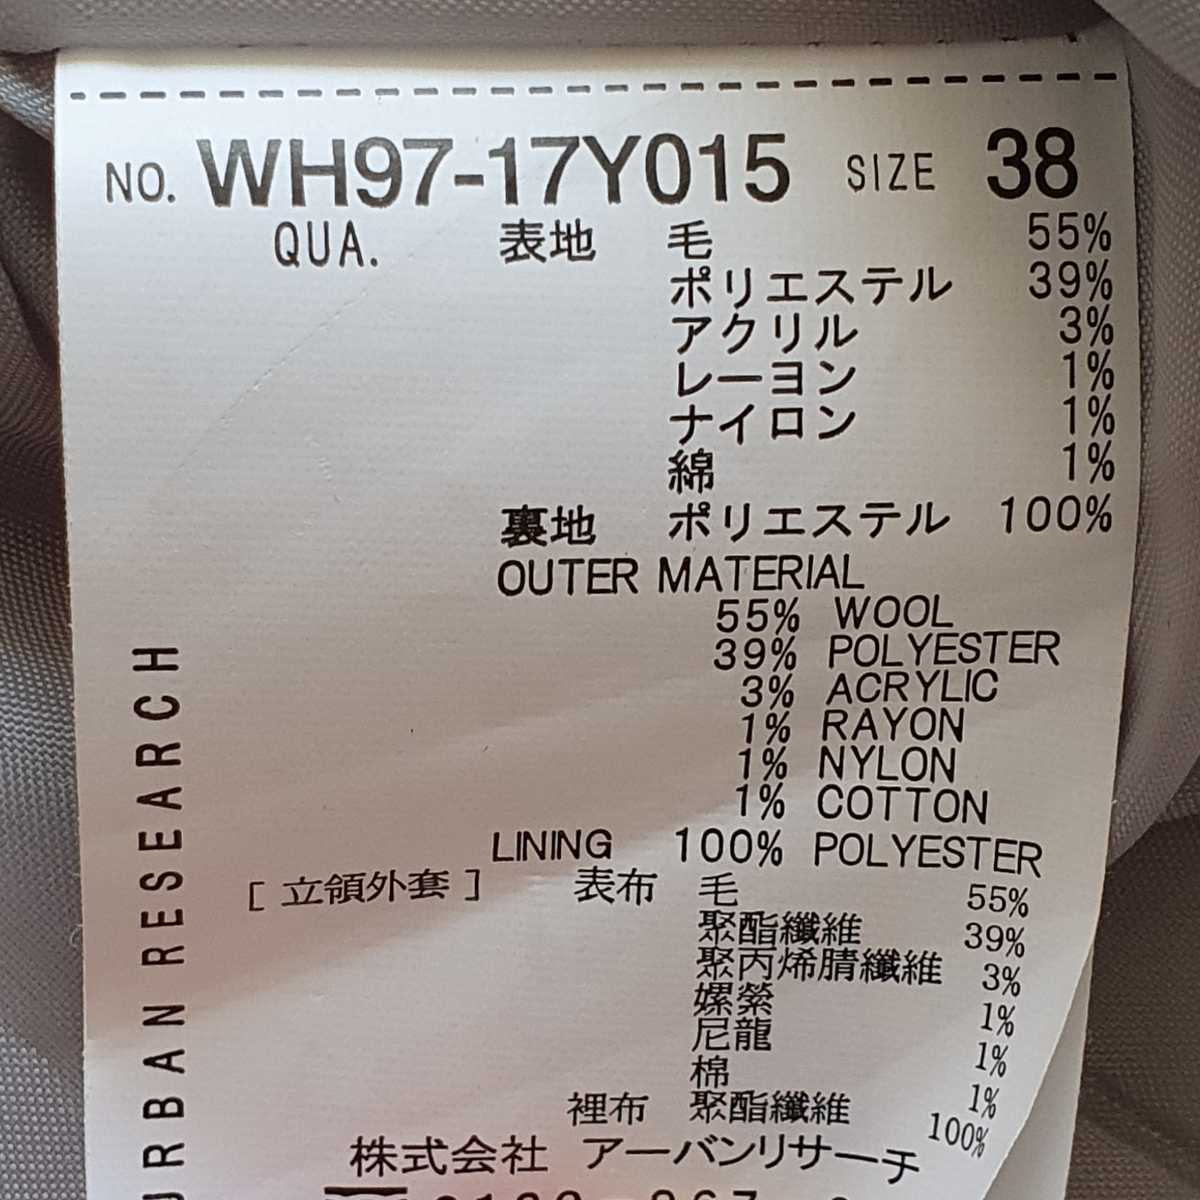 NO. WH97-17Y015 SIZE 38
QUA. 表地 毛 55%
ポリエステル 39%
アクリル 3%
レーヨン 1%
ナイロン 1%
綿 1%
裏地 ポリエステル 100%
OUTER MATERIAL
55% WOOL
39% POLYESTER
3% ACRYLIC
1% RAYON
1% NYLON
1% COTTON
LINING 100% POLYESTER
[立領外套] 表布 毛 55%
聚酯纖維 39%
聚丙烯腈纖維 3%
嫘縈 1%
尼龍 1%
棉 1%
裡布 聚酯纖維 100%
株式会社 アーバンリサーチ
URBAN RESEARCH